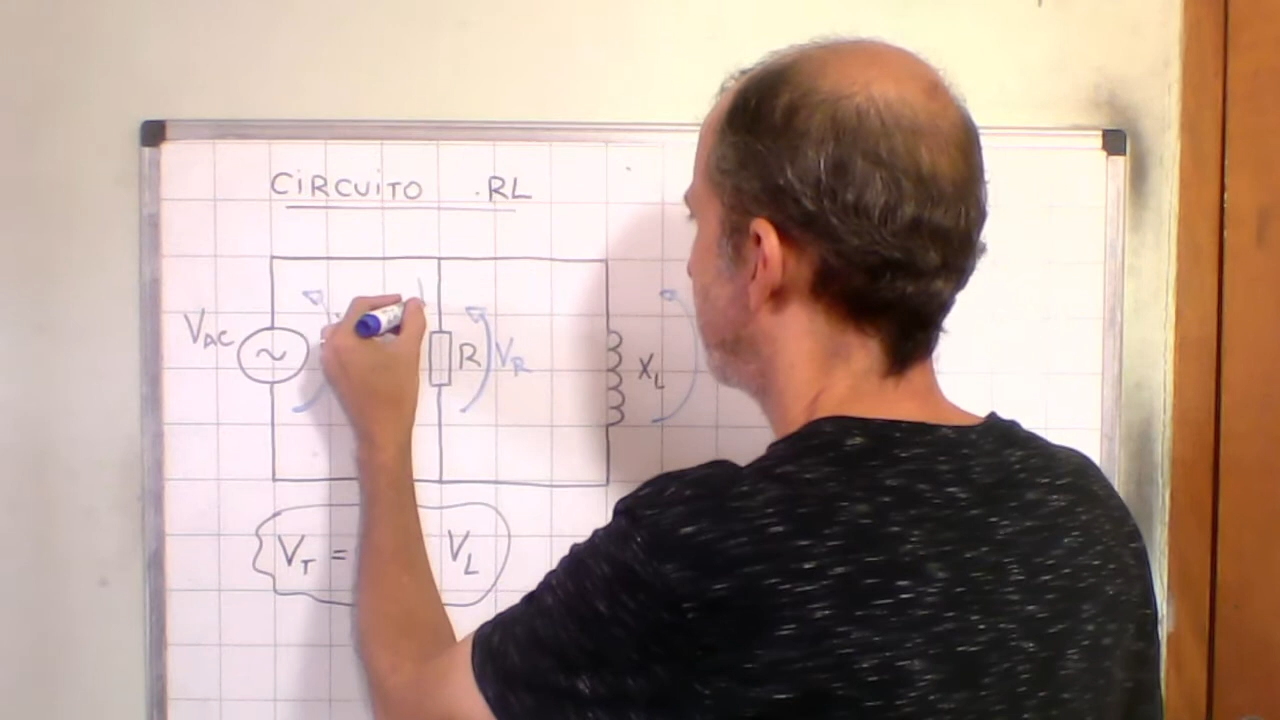 CIRCUITO RL
VAC
R
VR
XL
VT = VL